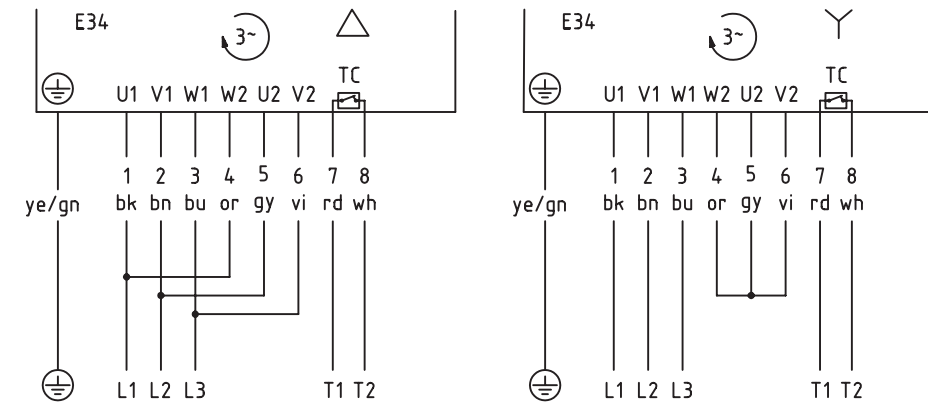 E34 3~
TC
U1 V1 W1 W2 U2 V2
1 2 3 4 5 6 7 8
ye/gn bk bn bu or gy vi rd wh
L1 L2 L3 T1 T2
E34 3~
TC
U1 V1 W1 W2 U2 V2
1 2 3 4 5 6 7 8
ye/gn bk bn bu or gy vi rd wh
L1 L2 L3 T1 T2